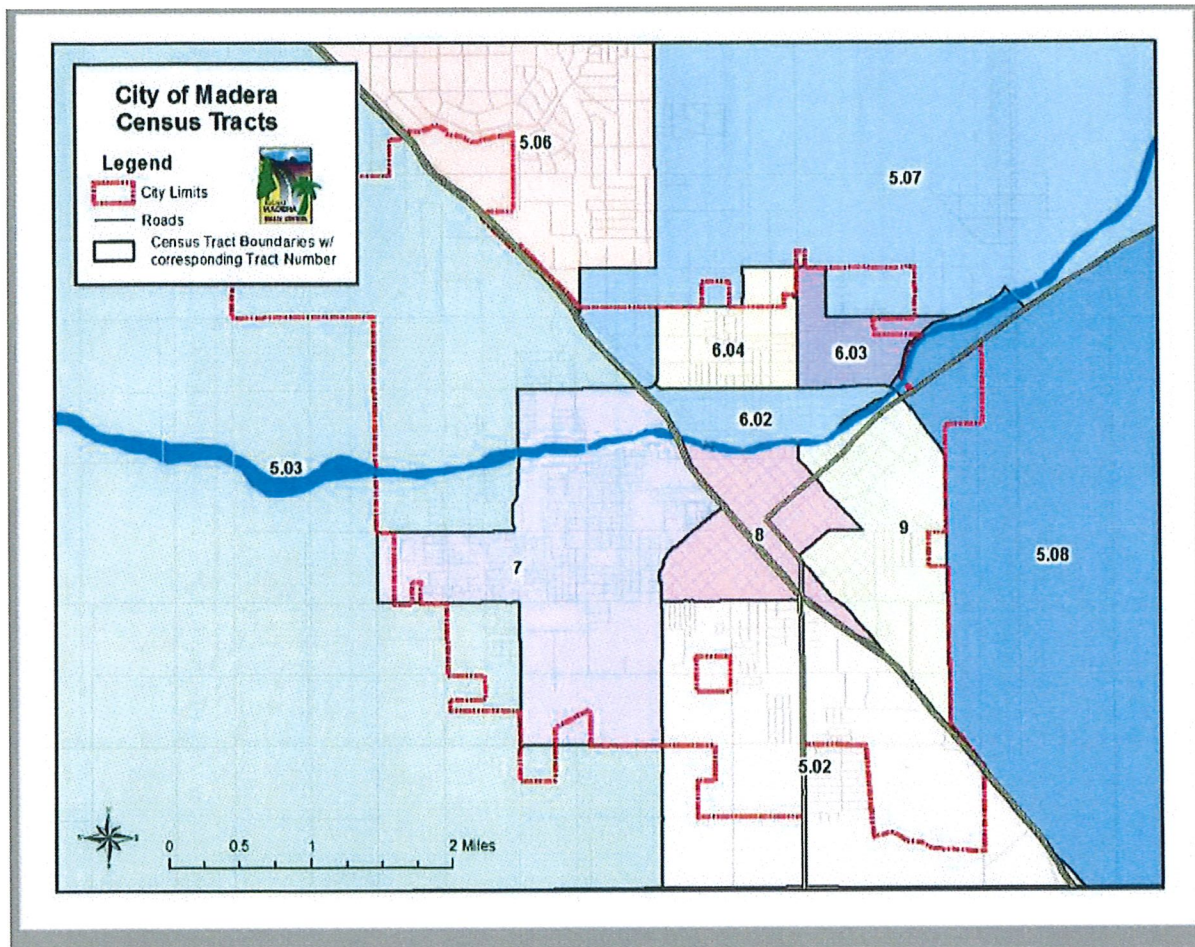 City of Madera
Census Tracts
Legend
City Limits
Roads
Census Tract Boundaries w/
corresponding Tract Number
MADERA
5.06
5.07
6.04
6.03
6.02
5.03
8
9
7
5.08
5.02
0 0.5 1 2 Miles